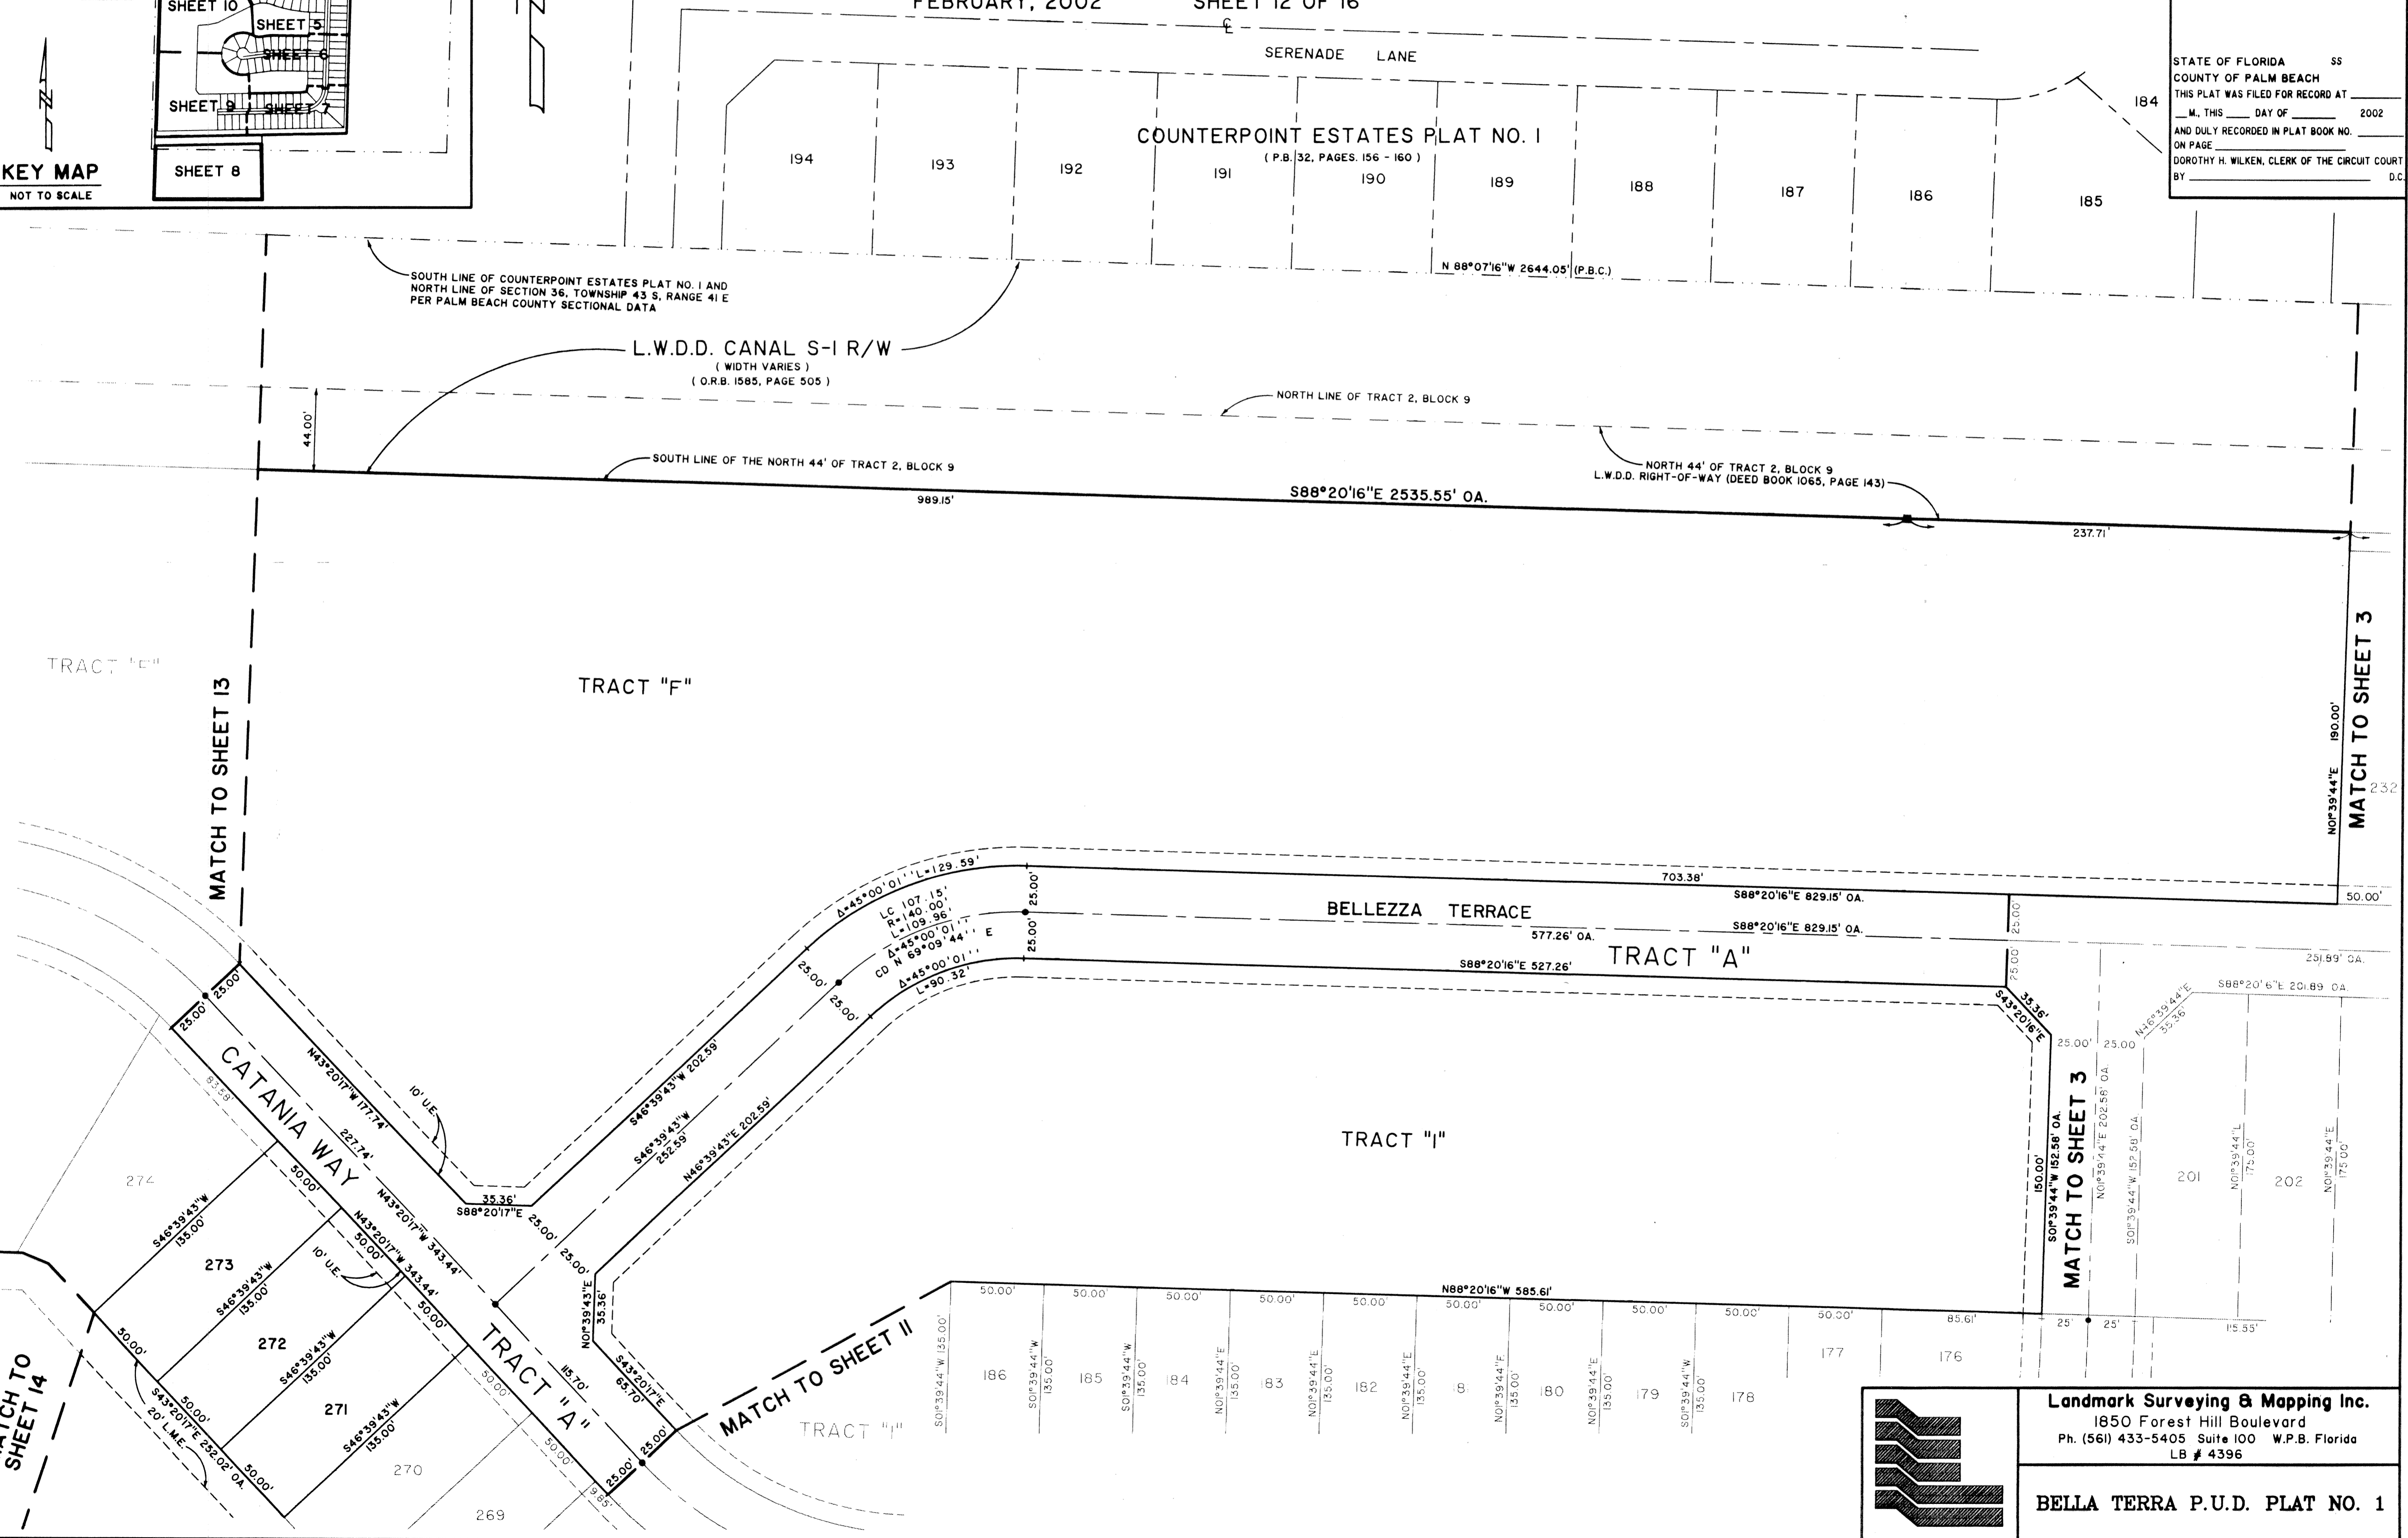 FEBRUARY, 2002 SHEET 12 OF 16
SHEET 10
SHEET 5
SHEET 6
SHEET 9
SHEET 7
SHEET 8
KEY MAP
NOT TO SCALE
℄
SERENADE LANE
COUNTERPOINT ESTATES PLAT NO. 1
( P.B. 32, PAGES. 156 - 160 )
194
193
192
191
190
189
188
187
186
185
184
STATE OF FLORIDA SS
COUNTY OF PALM BEACH
THIS PLAT WAS FILED FOR RECORD AT
M., THIS DAY OF 2002
AND DULY RECORDED IN PLAT BOOK NO.
ON PAGE
DOROTHY H. WILKEN, CLERK OF THE CIRCUIT COURT
BY D.C.
N 88°07'16"W 2644.05' (P.B.C.)
SOUTH LINE OF COUNTERPOINT ESTATES PLAT NO. 1 AND
NORTH LINE OF SECTION 36, TOWNSHIP 43 S, RANGE 41 E
PER PALM BEACH COUNTY SECTIONAL DATA
L.W.D.D. CANAL S-1 R/W
( WIDTH VARIES )
( O.R.B. 1585, PAGE 505 )
44.00'
NORTH LINE OF TRACT 2, BLOCK 9
SOUTH LINE OF THE NORTH 44' OF TRACT 2, BLOCK 9
NORTH 44' OF TRACT 2, BLOCK 9
L.W.D.D. RIGHT-OF-WAY (DEED BOOK 1065, PAGE 143)
989.15'
S88°20'16"E 2535.55' OA.
237.71'
TRACT "F"
TRACT "F"
MATCH TO SHEET 13
N01°39'44"E 190.00'
MATCH TO SHEET 3
232
Δ=45°00'01'' L=129.59'
LC 107.15'
R=140.00'
L=109.96'
Δ=45°00'01''
CD N 69°09'44'' E
Δ=45°00'01''
L=90.32'
25.00'
25.00'
25.00'
25.00'
703.38'
S88°20'16"E 829.15' OA.
BELLEZZA TERRACE
577.26' OA.
S88°20'16"E 829.15' OA.
TRACT "A"
S88°20'16"E 527.26'
50.00'
25.00'
25.00'
35.36'
S43°20'16"E
251.89' OA.
S88°20'16"E 201.89 OA.
N46°39'44"E
35.36'
25.00' 25.00
25.00'
25.00'
CATANIA WAY
83.58'
N43°20'17"W 177.74'
227.74'
10' U.E.
S46°39'43"W 202.59'
S46°39'43"W
252.59'
N46°39'43"E 202.59'
35.36'
S88°20'17"E
25.00'
25.00'
N01°39'43"E
35.36'
S43°20'17"E
65.70'
TRACT "I"
150.00'
S01°39'44"W 152.58' OA.
MATCH TO SHEET 3
N01°39'44"E 202.58' OA.
S01°39'44"W 152.58' OA
201
N01°39'44"E
175.00'
202
N01°39'44"E
175.00'
274
S46°39'43"W
135.00'
50.00'
273
N43°20'17"W 343.44'
N43°20'17"W 343.44'
50.00'
10' U.E.
S46°39'43"W
135.00'
272
50.00'
S46°39'43"W
135.00'
271
S46°39'43"W
135.00'
50.00'
50.00'
S43°20'17"E 252.02' OA.
20' L.M.E.
50.00'
MATCH TO
SHEET 14
TRACT "A"
115.70'
50.00'
50.00'
25.00'
25.00'
9.85'
270
269
MATCH TO SHEET 11
TRACT "I"
N88°20'16"W 585.61'
50.00' 50.00' 50.00' 50.00' 50.00' 50.00' 50.00' 50.00' 50.00' 50.00' 85.61'
25' 25' 115.55'
S01°39'44"W 135.00'
186
S01°39'44"W
135.00'
185
S01°39'44"W
135.00'
184
N01°39'44"E
135.00'
183
N01°39'44"E
135.00'
182
N01°39'44"E
135.00'
N01°39'44"E
135.00'
180
N01°39'44"E
135.00'
179
S01°39'44"W
135.00'
178
177
176
Landmark Surveying & Mapping Inc.
1850 Forest Hill Boulevard
Ph. (561) 433-5405 Suite 100 W.P.B. Florida
LB # 4396
BELLA TERRA P.U.D. PLAT NO. 1